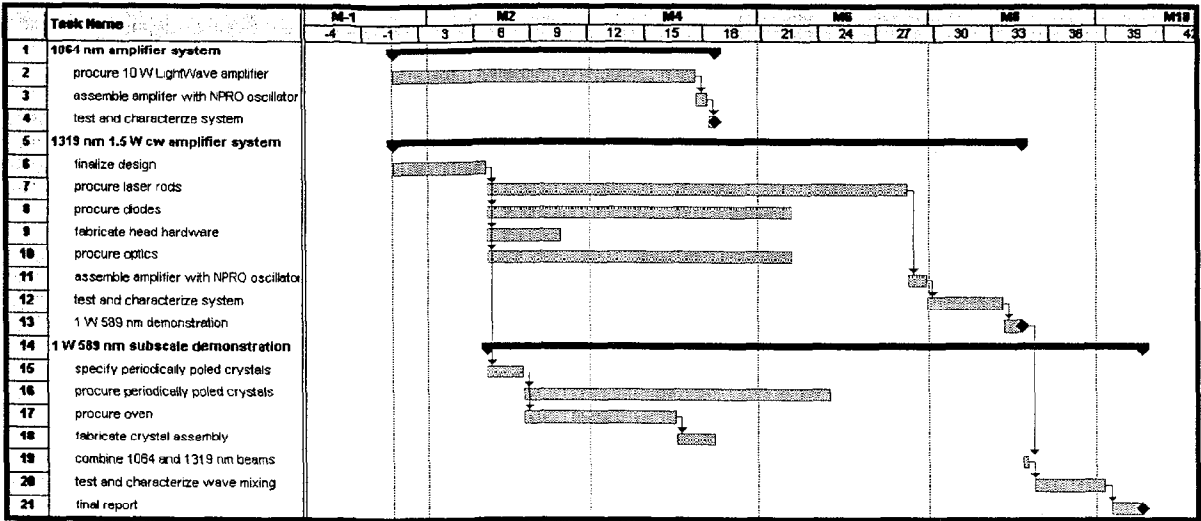 Task Name M-1 M2 M4 M6 M8 M10
-4 -1 3 6 9 12 15 18 21 24 27 30 33 36 39 42
1 1064 nm amplifier system
2 procure 10 W LightWave amplifier
3 assemble amplifer with NPRO oscillator
4 test and characterize system
5 1319 nm 1.5 W cw amplifier system
6 finalize design
7 procure laser rods
8 procure diodes
9 fabricate head hardware
10 procure optics
11 assemble amplifier with NPRO oscillator
12 test and characterize system
13 1 W 589 nm demonstration
14 1 W 589 nm subscale demonstration
15 specify periodically poled crystals
16 procure periodically poled crystals
17 procure oven
18 fabricate crystal assembly
19 combine 1064 and 1319 nm beams
20 test and characterize wave mixing
21 final report